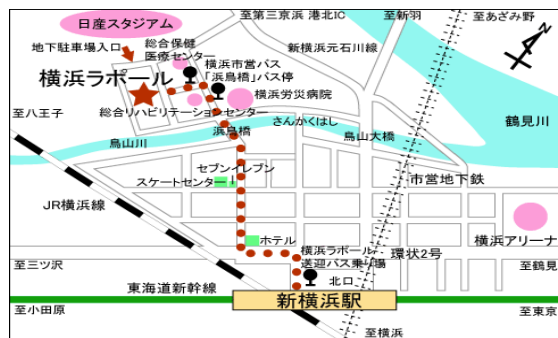 日産スタジアム
至第三京浜 港北IC
至新羽
至あざみ野
地下駐車場入口
総合保健
医療センター
横浜市営バス
「浜鳥橋」バス停
新横浜元石川線
横浜ラポール
横浜労災病院
総合リハビリテーションセンター
至八王子
さんかくはし
鶴見川
浜鳥橋
鳥山川
鳥山大橋
セブンイレブン
スケートセンター
市営地下鉄
JR横浜線
ホテル
横浜ラポール
送迎バス乗り場
環状2号
横浜アリーナ
至三ツ沢
北口
至鶴見
東海道新幹線
新横浜駅
至小田原
至東京
至横浜